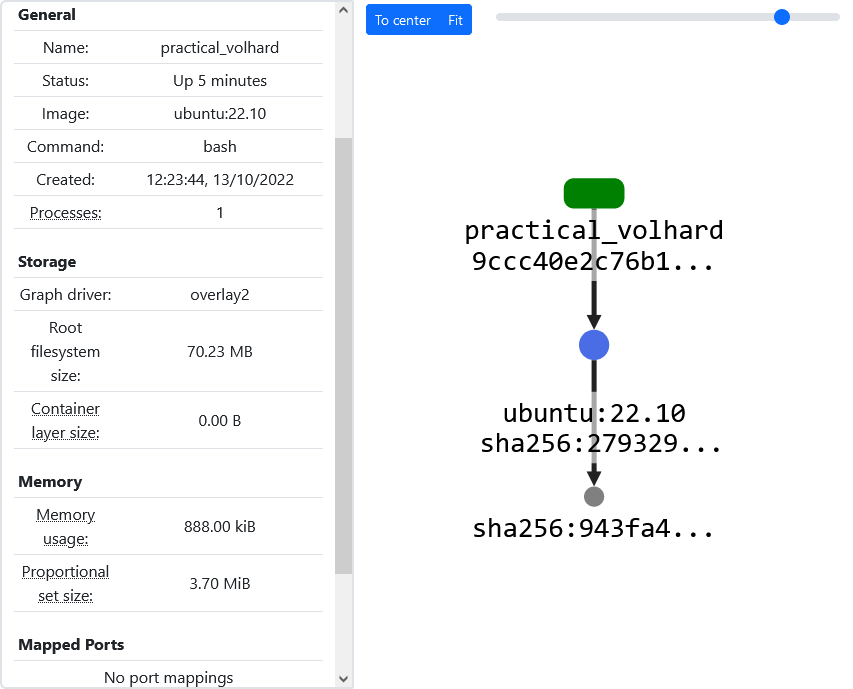 General
Name: practical_volhard
Status: Up 5 minutes
Image: ubuntu:22.10
Command: bash
Created: 12:23:44, 13/10/2022
Processes: 1
Storage
Graph driver: overlay2
Root
filesystem
size:
70.23 MB
Container
layer size:
0.00 B
Memory
Memory
usage:
888.00 kiB
Proportional
set size:
3.70 MiB
Mapped Ports
No port mappings
To center Fit
practical_volhard
9ccc40e2c76b1...
ubuntu:22.10
sha256:279329...
sha256:943fa4...